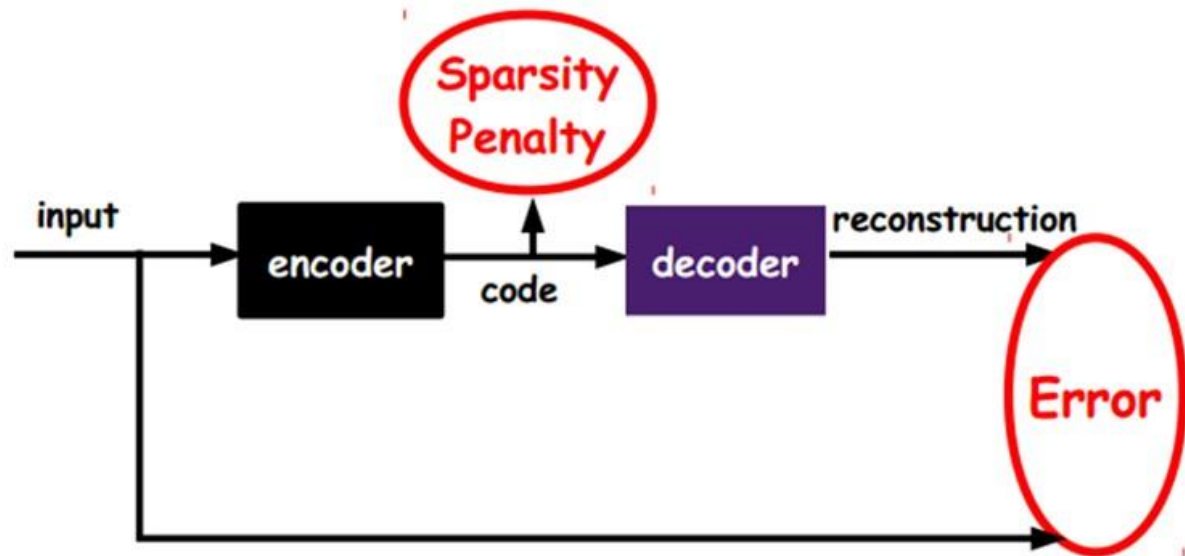 Sparsity
Penalty
input
encoder
code
decoder
reconstruction
Error